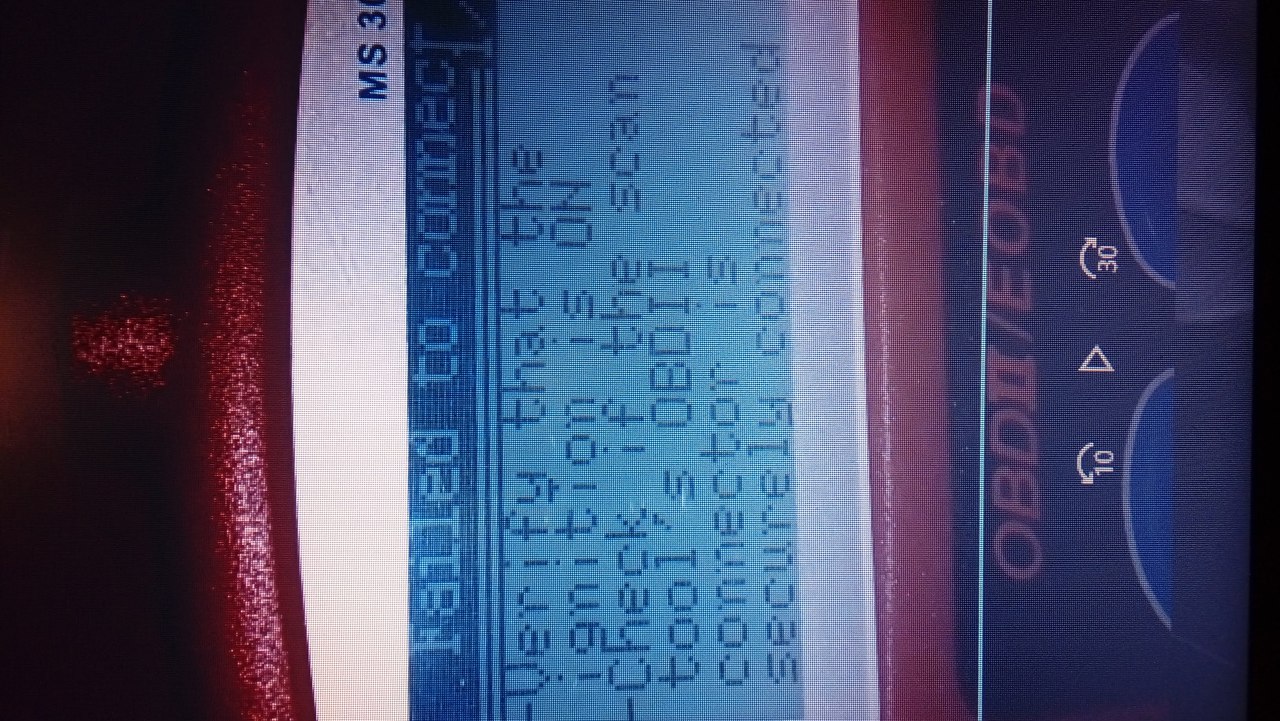 MS 30
Failed to connect
-Verify that the
ignition is ON
-Check if the scan
tool's OBDII
connector is
securely connected
OBDII/EOBD
10
30